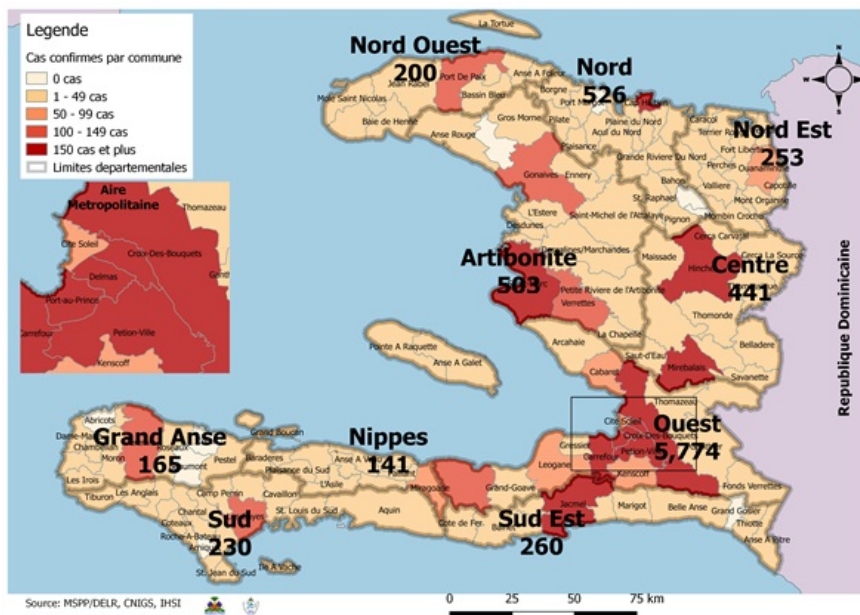 Legende
Cas confirmes par commune
0 cas
1 - 49 cas
50 - 99 cas
100 - 149 cas
150 cas et plus
Limites departementales
Aire
Metropolitaine
Thomazeau
Cite Soleil
Croix-Des-Bouquets
Delmas
Port-au-Prince
Carrefour
Petion-Ville
Kenscoff
La Tortue
Nord Ouest
200
Port De Paix
Jean Rabel
Anse A Foleur
Mole Saint Nicolas
Bassin Bleu
Baie de Henne
Anse Rouge
Gros Morne
N
W
E
S
Nord
526
Borgne
Pilate
Plaine du Nord
Acul du Nord
Plaisance
Grande Riviere Du Nord
Caracol
Nord Est
253
Fort Liberte
Perches
Ouanaminthe
Capotille
Valliere
Mont Organise
Bahon
St. Raphael
Pignon
Mombin Crochu
Gonaives
Ennery
L'Estere
Saint-Michel de l'Attalaye
Desdunes
Dessalines/Marchandes
Artibonite
503
Petite Riviere de l'Artibonite
Verrettes
La Chapelle
Cerca Carvajal
Maissade
Cerca La Source
Centre
441
Thomonde
Belladere
Saut-d'Eau
Mirebalais
Savanette
Republique Dominicaine
Arcahaie
Cabaret
Pointe A Raquette
Anse A Galet
Thomazeau
Cite Soleil
Ouest
5,774
Croix-Des-Bouquets
Gressier
Carrefour
Petion-Ville
Leogane
Kenscoff
Fonds Verrettes
Abricots
Grand Boucan
Grand Anse
165
Nippes
141
Chambellan
Moron
Pestel
Baraderes
Plaisance du Sud
L'Asile
Les Irois
Miragoane
Grand-Goave
Tiburon
Les Anglais
Camp Perrin
Cavaillon
Chantal
St. Louis du Sud
Aquin
Coteaux
Roche-A-Bateau
Sud
230
St. Jean du Sud
Ile A Vache
Cote de Fer
Jacmel
Sud Est
260
Marigot
Belle Anse
Grand Gosier
Thiotte
Anse A Pitre
Source: MSPP/DELR, CNIGS, IHSI
0
25
50
75 km